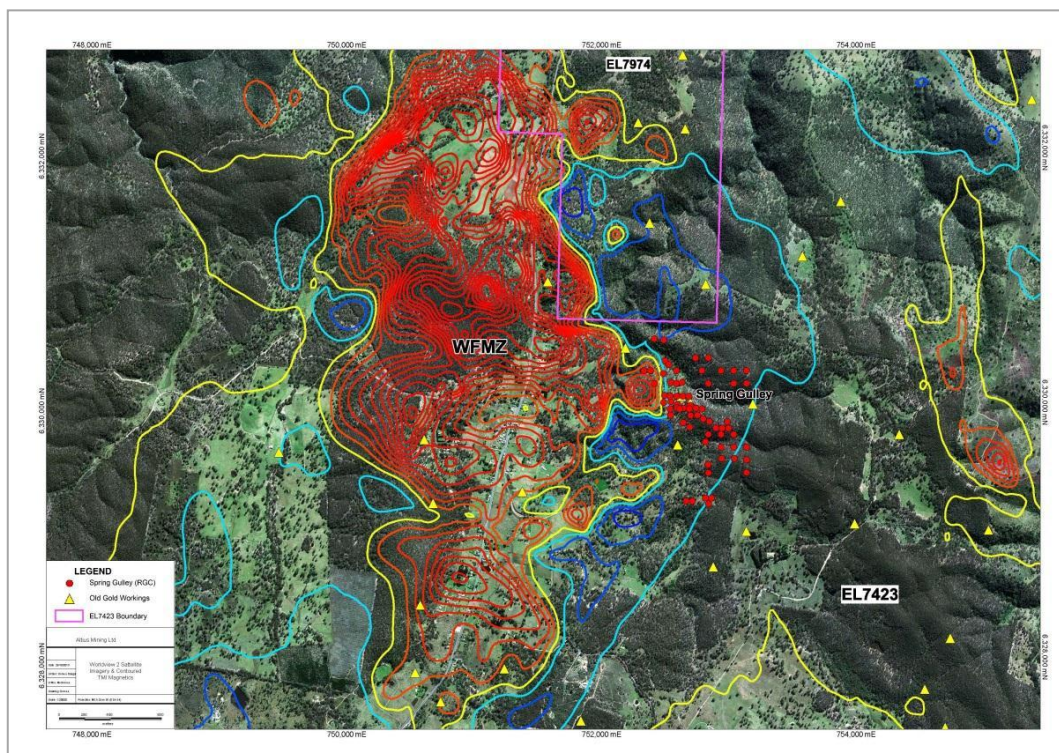 748,000 mE
750,000 mE
752,000 mE
754,000 mE
EL7974
6,332,000 mN
6,332,000 mN
WFMZ
Spring Gulley
6,330,000 mN
6,330,000 mN
EL7423
LEGEND
Spring Gulley (RGC)
Old Gold Workings
EL7423 Boundary
Worldview 2 Satellite
Imagery & Contoured
TMI Magnetics
6,328,000 mN
6,328,000 mN
748,000 mE
750,000 mE
752,000 mE
754,000 mE